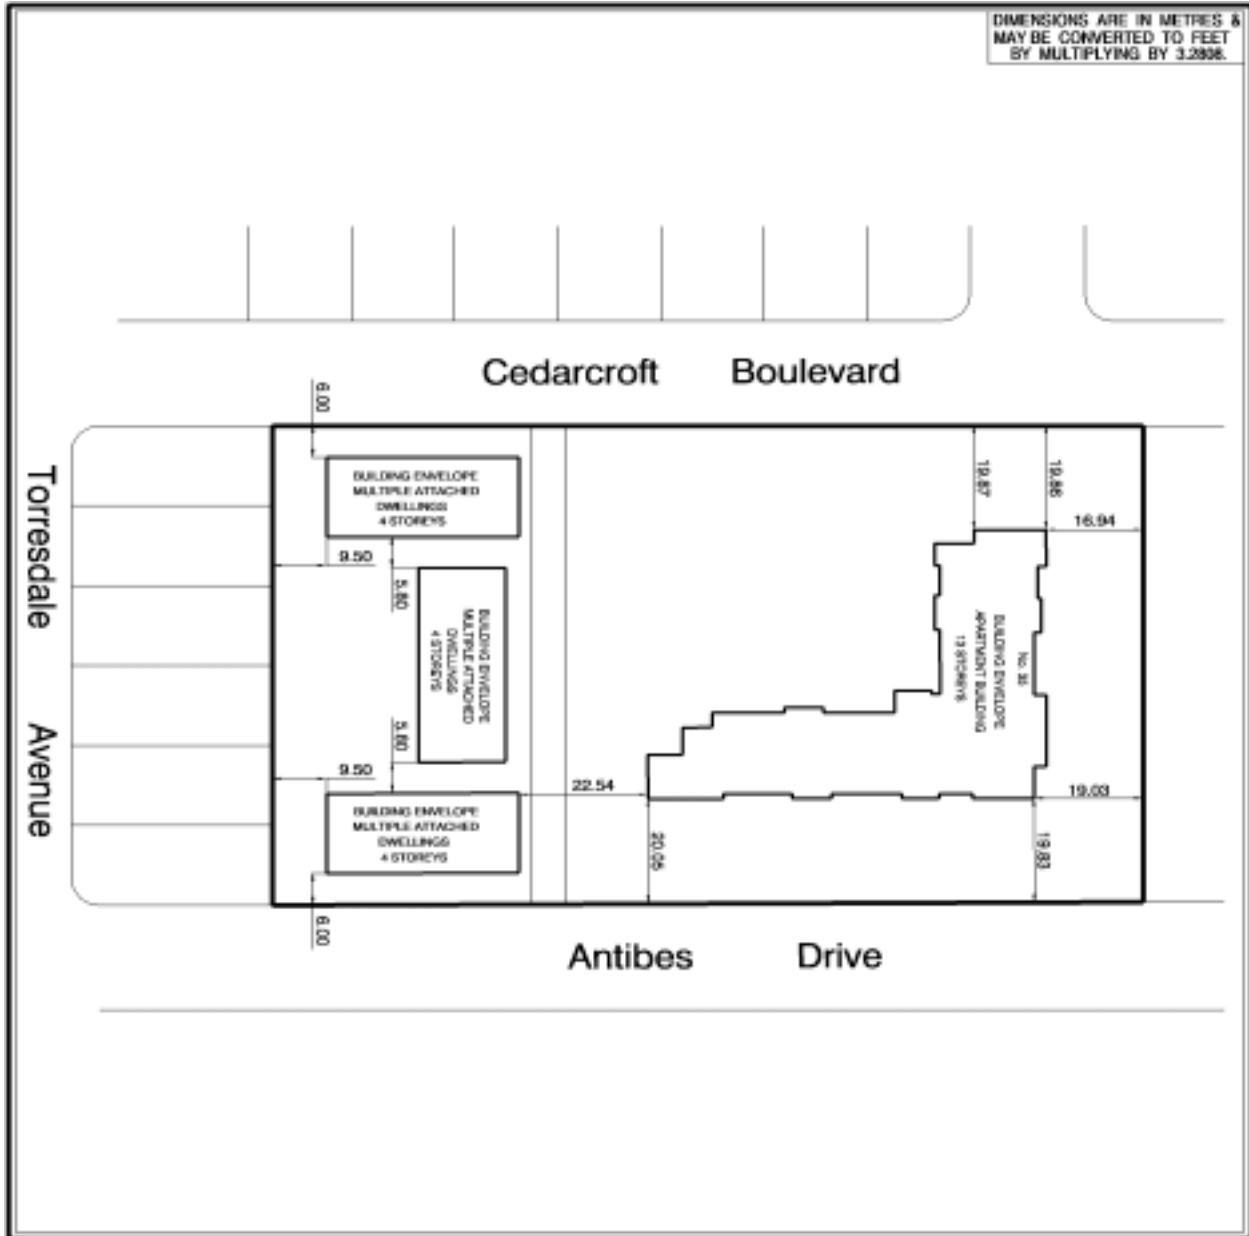 DIMENSIONS ARE IN METRES &
MAY BE CONVERTED TO FEET
BY MULTIPLYING BY 3.2808.
Cedarcroft Boulevard
6.00
BUILDING ENVELOPE
MULTIPLE ATTACHED
DWELLINGS
4 STOREYS
19.87
19.86
16.94
9.50
5.80
BUILDING ENVELOPE
MULTIPLE ATTACHED
DWELLINGS
4 STOREYS
5.80
No.
BUILDING ENVELOPE
APARTMENT BUILDING
13 STOREYS
Torresdale Avenue
9.50
22.54
19.03
BUILDING ENVELOPE
MULTIPLE ATTACHED
DWELLINGS
4 STOREYS
20.05
19.83
6.00
Antibes Drive